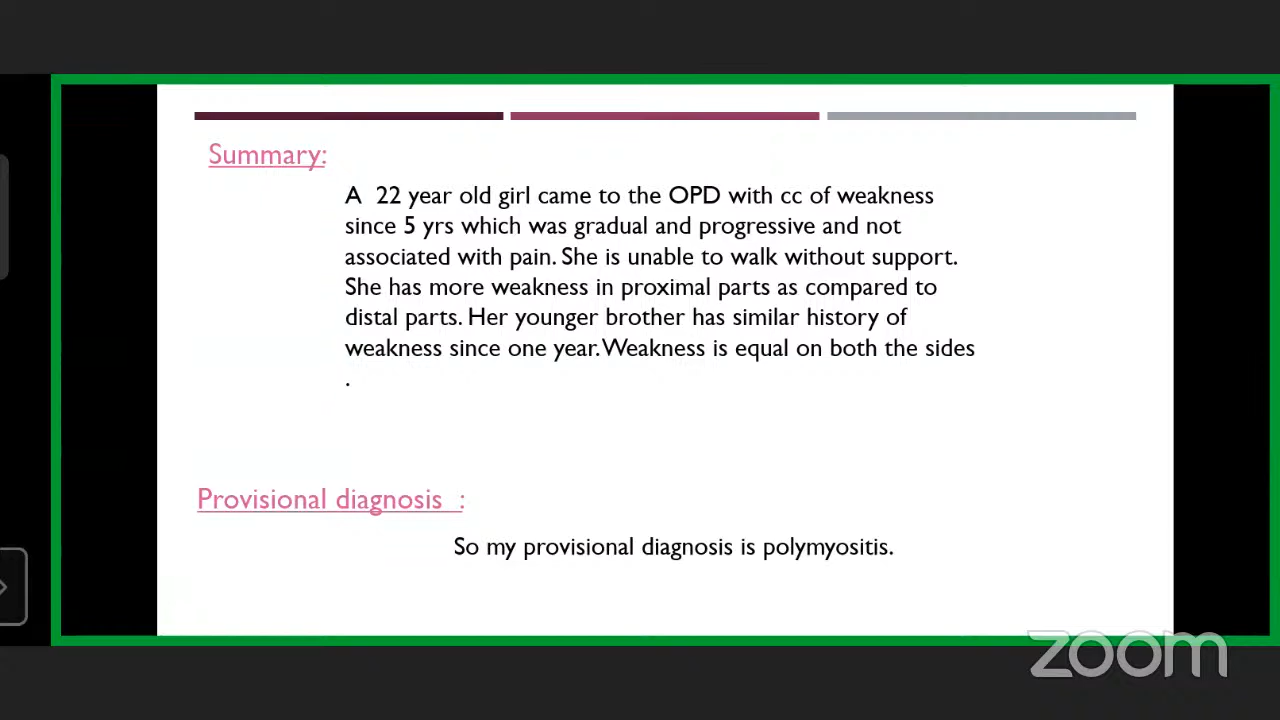 Summary:
A 22 year old girl came to the OPD with cc of weakness
since 5 yrs which was gradual and progressive and not
associated with pain. She is unable to walk without support.
She has more weakness in proximal parts as compared to
distal parts. Her younger brother has similar history of
weakness since one year. Weakness is equal on both the sides
.
Provisional diagnosis :
So my provisional diagnosis is polymyositis.
zoom